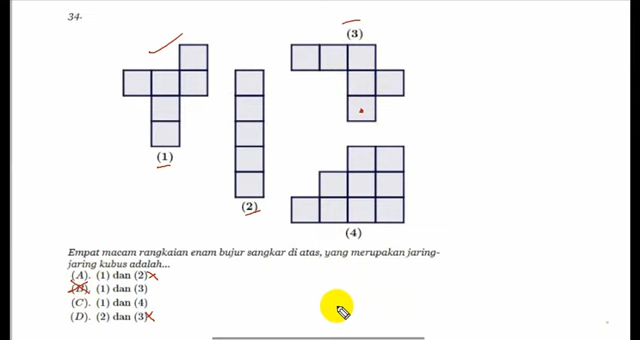 34.
(3)
(1)
(2)
(4)
Empat macam rangkaian enam bujur sangkar di atas, yang merupakan jaring-
jaring kubus adalah...
(A). (1) dan (2)
(B). (1) dan (3)
(C). (1) dan (4)
(D). (2) dan (3)